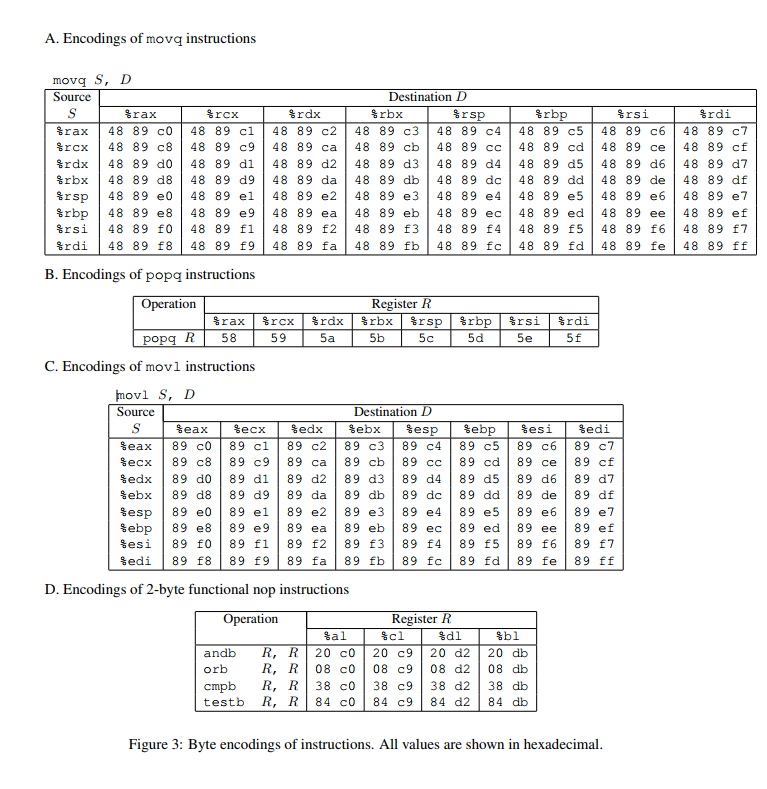 A. Encodings of movq instructions
movq S, D
Source Destination D
S %rax %rcx %rdx %rbx %rsp %rbp %rsi %rdi
%rax 48 89 c0 48 89 c1 48 89 c2 48 89 c3 48 89 c4 48 89 c5 48 89 c6 48 89 c7
%rcx 48 89 c8 48 89 c9 48 89 ca 48 89 cb 48 89 cc 48 89 cd 48 89 ce 48 89 cf
%rdx 48 89 d0 48 89 d1 48 89 d2 48 89 d3 48 89 d4 48 89 d5 48 89 d6 48 89 d7
%rbx 48 89 d8 48 89 d9 48 89 da 48 89 db 48 89 dc 48 89 dd 48 89 de 48 89 df
%rsp 48 89 e0 48 89 e1 48 89 e2 48 89 e3 48 89 e4 48 89 e5 48 89 e6 48 89 e7
%rbp 48 89 e8 48 89 e9 48 89 ea 48 89 eb 48 89 ec 48 89 ed 48 89 ee 48 89 ef
%rsi 48 89 f0 48 89 f1 48 89 f2 48 89 f3 48 89 f4 48 89 f5 48 89 f6 48 89 f7
%rdi 48 89 f8 48 89 f9 48 89 fa 48 89 fb 48 89 fc 48 89 fd 48 89 fe 48 89 ff
B. Encodings of popq instructions
Operation Register R
%rax %rcx %rdx %rbx %rsp %rbp %rsi %rdi
popq R 58 59 5a 5b 5c 5d 5e 5f
C. Encodings of movl instructions
movl S, D
Source Destination D
S %eax %ecx %edx %ebx %esp %ebp %esi %edi
%eax 89 c0 89 c1 89 c2 89 c3 89 c4 89 c5 89 c6 89 c7
%ecx 89 c8 89 c9 89 ca 89 cb 89 cc 89 cd 89 ce 89 cf
%edx 89 d0 89 d1 89 d2 89 d3 89 d4 89 d5 89 d6 89 d7
%ebx 89 d8 89 d9 89 da 89 db 89 dc 89 dd 89 de 89 df
%esp 89 e0 89 e1 89 e2 89 e3 89 e4 89 e5 89 e6 89 e7
%ebp 89 e8 89 e9 89 ea 89 eb 89 ec 89 ed 89 ee 89 ef
%esi 89 f0 89 f1 89 f2 89 f3 89 f4 89 f5 89 f6 89 f7
%edi 89 f8 89 f9 89 fa 89 fb 89 fc 89 fd 89 fe 89 ff
D. Encodings of 2-byte functional nop instructions
Operation Register R
%al %cl %dl %bl
andb R, R 20 c0 20 c9 20 d2 20 db
orb R, R 08 c0 08 c9 08 d2 08 db
cmpb R, R 38 c0 38 c9 38 d2 38 db
testb R, R 84 c0 84 c9 84 d2 84 db
Figure 3: Byte encodings of instructions. All values are shown in hexadecimal.